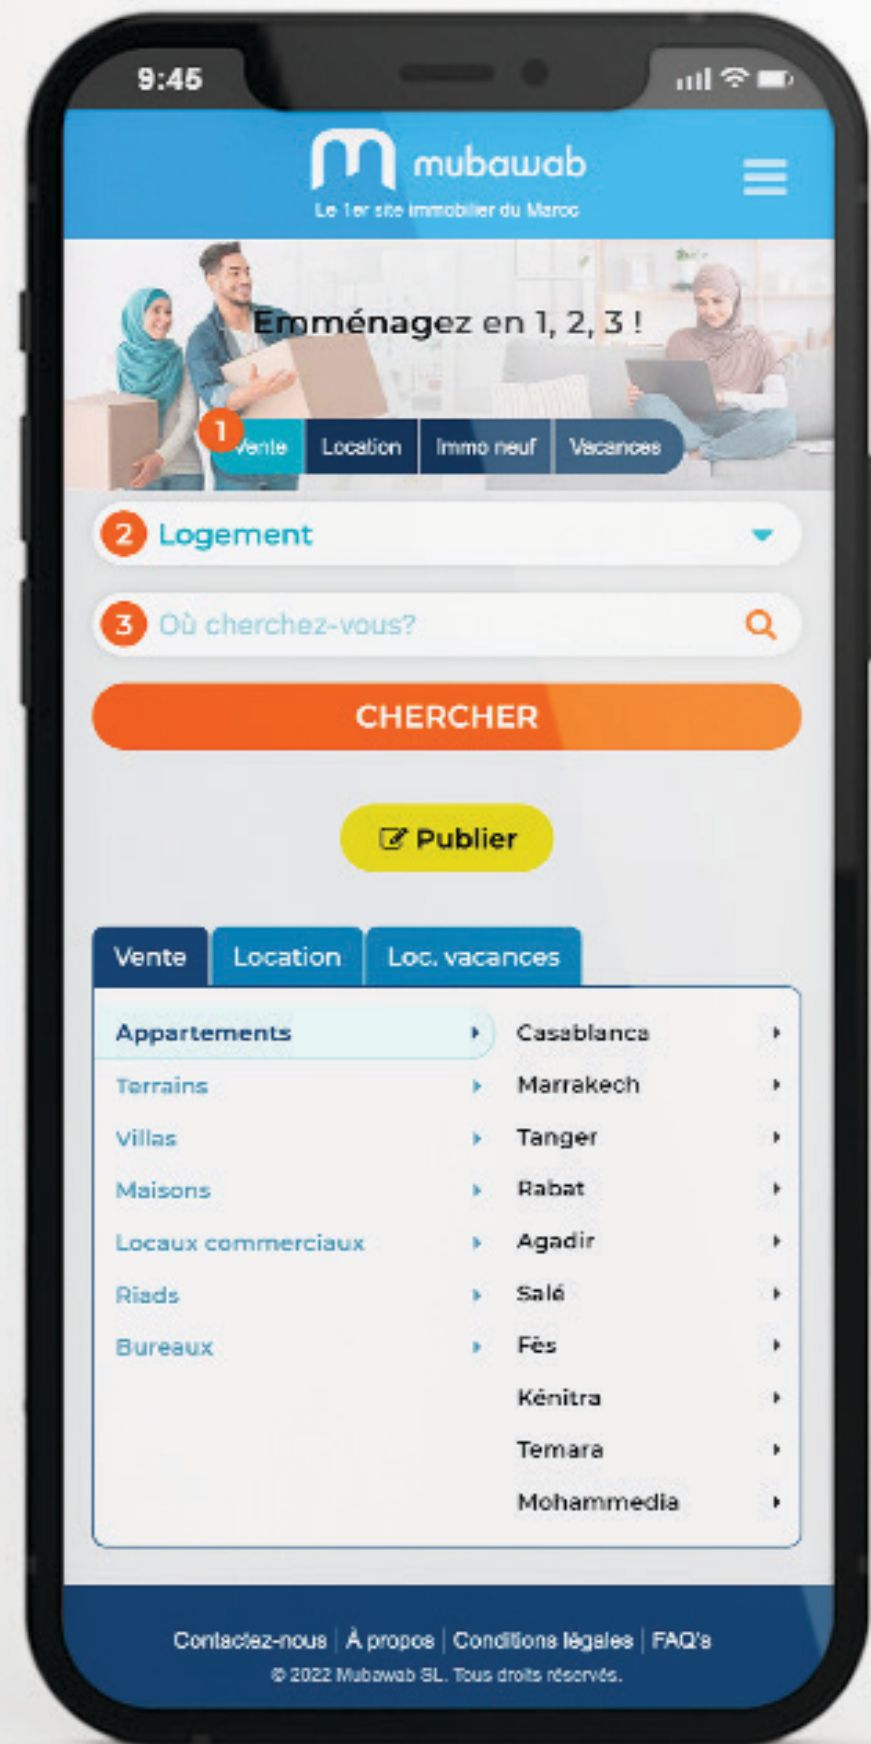 9:45
mubawab
Le 1er site immobilier du Maroc
Emménagez en 1, 2, 3 !
1
Vente Location Immo neuf Vacances
2 Logement
3 Où cherchez-vous?
CHERCHER
Publier
Vente Location Loc. vacances
Appartements Casablanca
Terrains Marrakech
Villas Tanger
Maisons Rabat
Locaux commerciaux Agadir
Riads Salé
Bureaux Fès
Kénitra
Temara
Mohammedia
Contactez-nous | À propos | Conditions légales | FAQ's
© 2022 Mubawab SL. Tous droits réservés.